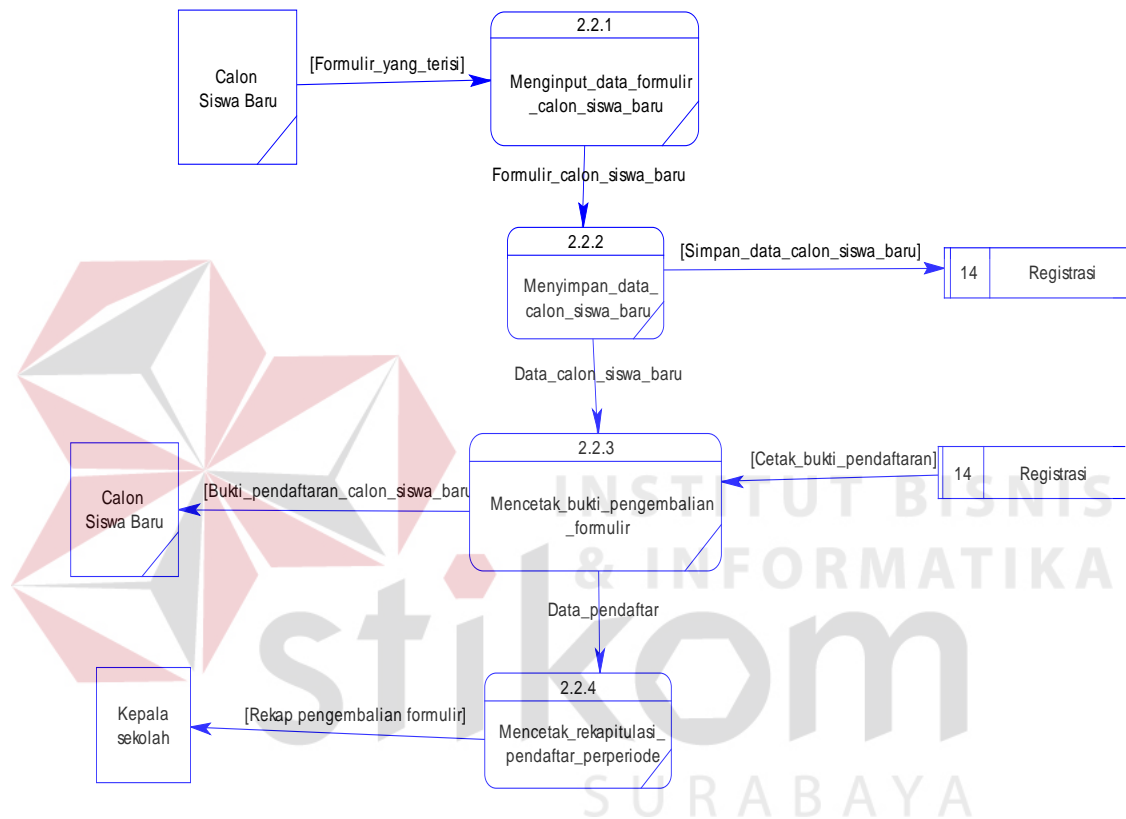 2.2.1
[Formulir_yang_terisi]
Calon
Siswa Baru
Menginput_data_formulir
_calon_siswa_baru
Formulir_calon_siswa_baru
2.2.2
[Simpan_data_calon_siswa_baru]
14
Registrasi
Menyimpan_data_
calon_siswa_baru
Data_calon_siswa_baru
2.2.3
[Cetak_bukti_pendaftaran]
14
Registrasi
Calon
Siswa Baru
[Bukti_pendaftaran_calon_siswa_baru
Mencetak_bukti_pengembalian
_formulir
INSTITUT BISNIS
& INFORMATIKA
stikom
SURABAYA
Data_pendaftar
2.2.4
Kepala
sekolah
[Rekap pengembalian formulir]
Mencetak_rekapitulasi_
pendaftar_perperiode